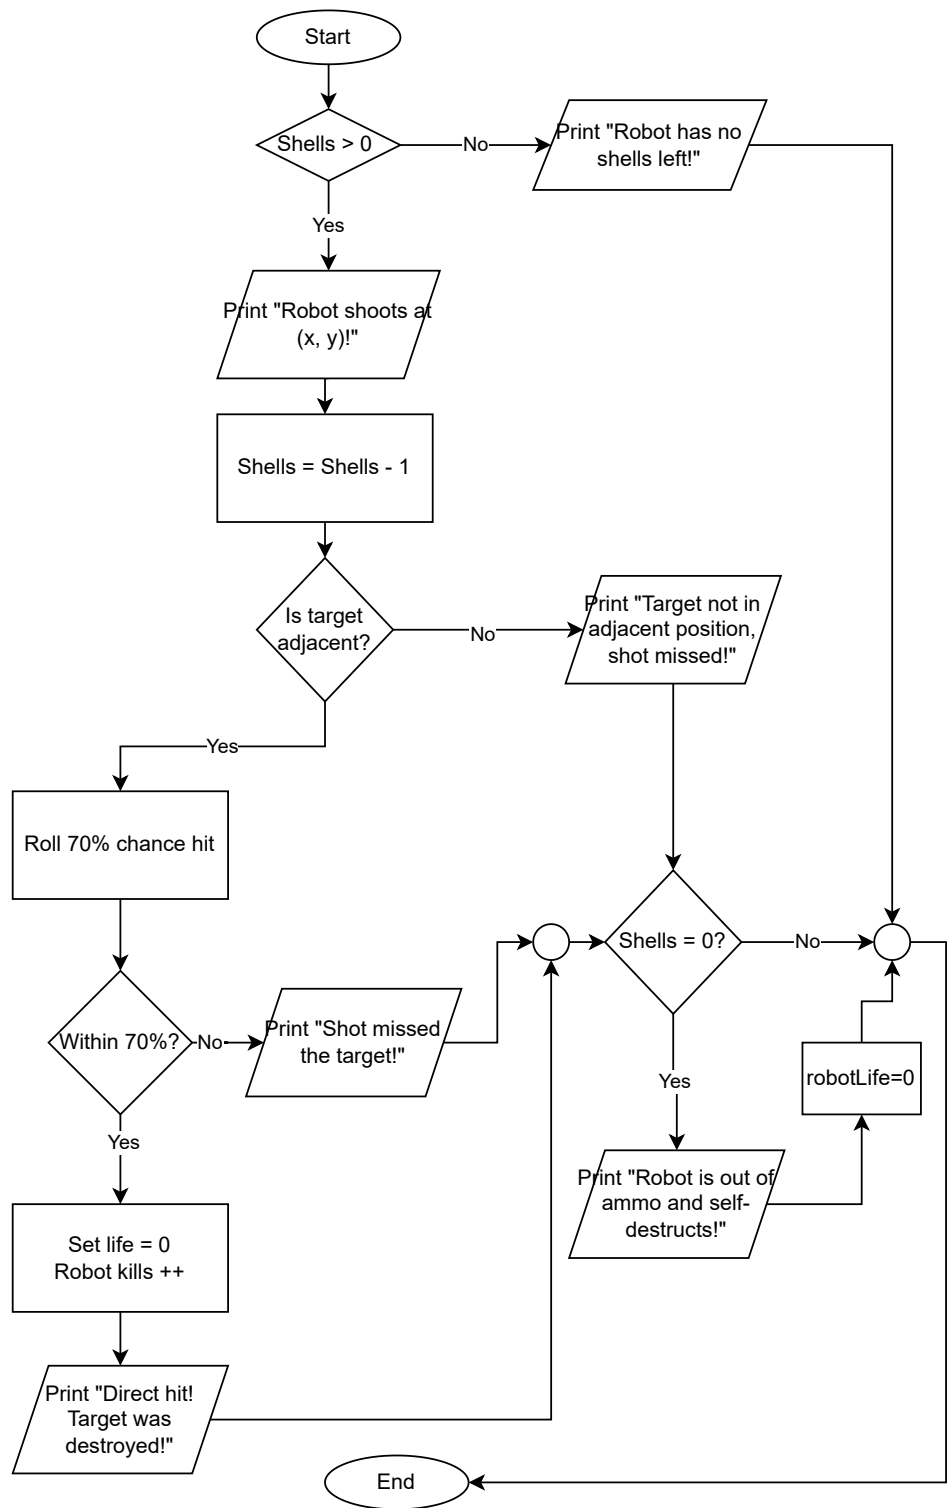 Start
Shells > 0
No
Print "Robot has no
shells left!"
Yes
Print "Robot shoots at
(x, y)!"
Shells = Shells - 1
Is target
adjacent?
No
Print "Target not in
adjacent position,
shot missed!"
Yes
Roll 70% chance hit
Shells = 0?
No
Within 70%?
No
Print "Shot missed
the target!"
Yes
robotLife=0
Yes
Print "Robot is out of
ammo and self-
destructs!"
Set life = 0
Robot kills ++
Print "Direct hit!
Target was
destroyed!"
End